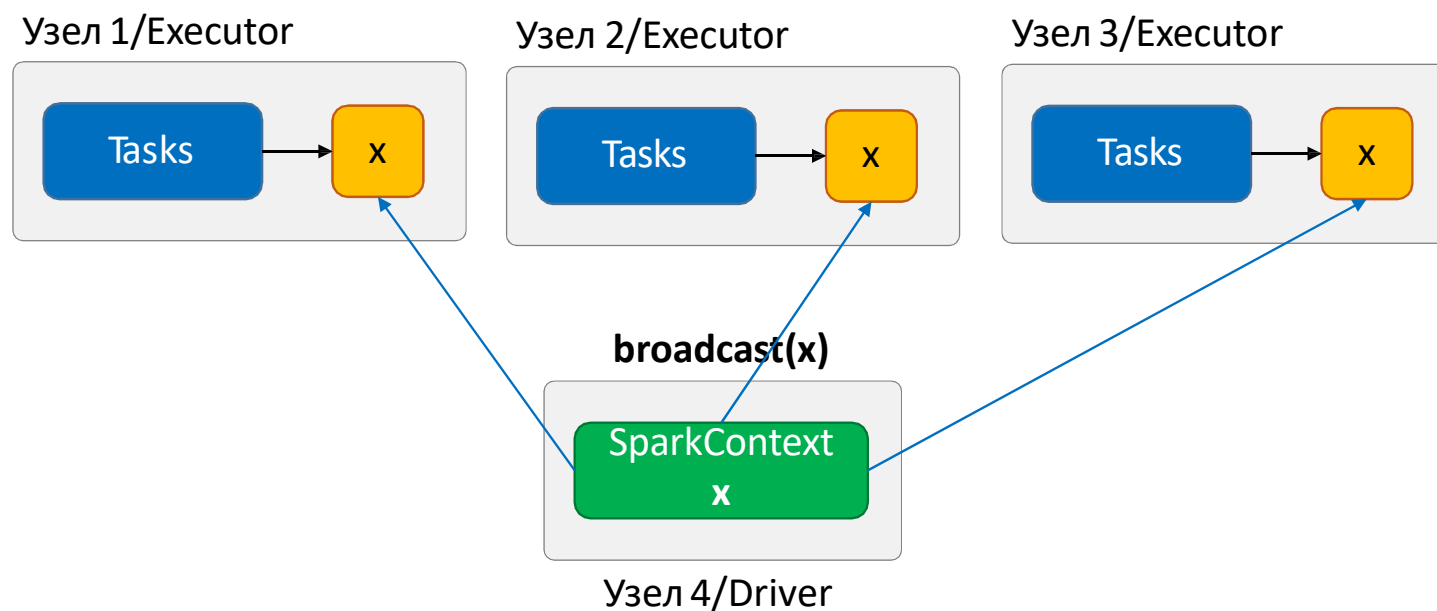 Узел 1/Executor
Узел 2/Executor
Узел 3/Executor
Tasks
x
Tasks
x
Tasks
x
broadcast(x)
SparkContext
x
Узел 4/Driver